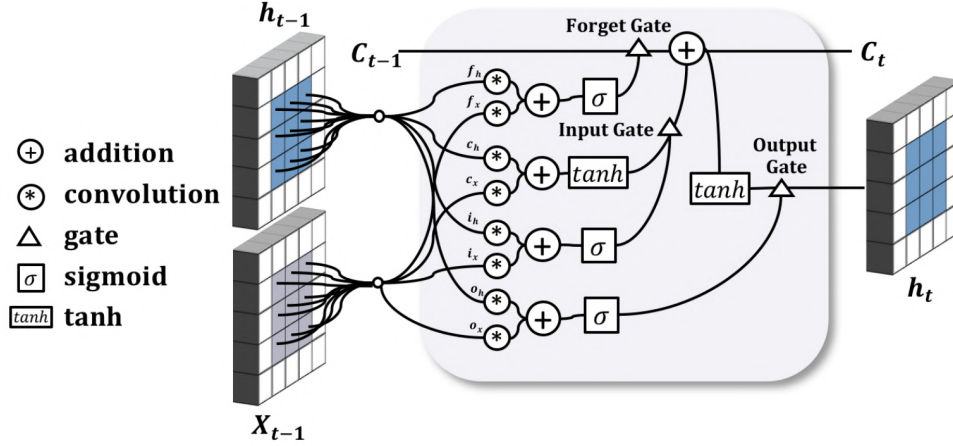 h_{t-1}
C_{t-1}
Forget Gate
C_t
f_h
f_x
σ
Input Gate
Output
Gate
c_h
c_x
tanh
tanh
i_h
i_x
σ
o_h
o_x
σ
h_t
X_{t-1}
+ addition
* convolution
△ gate
σ sigmoid
tanh tanh